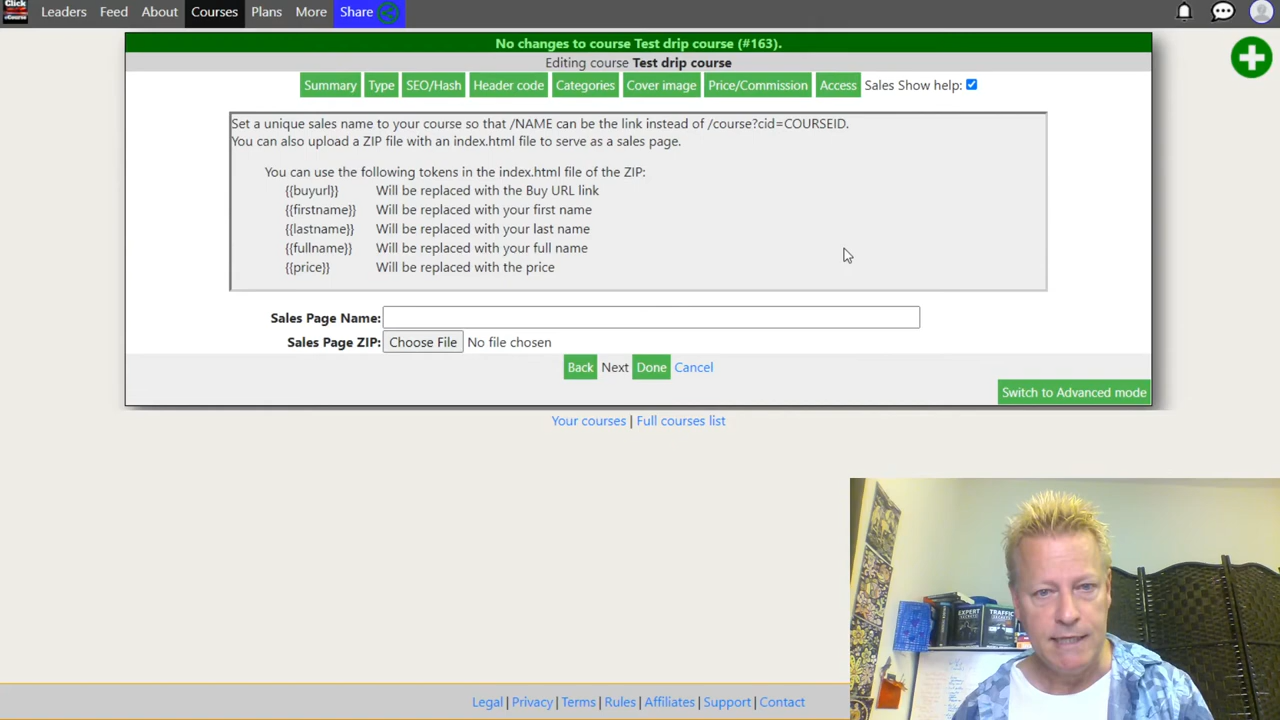 Click
eCourse
Leaders Feed About Courses Plans More Share
No changes to course Test drip course (#163).
Editing course Test drip course
Summary Type SEO/Hash Header code Categories Cover image Price/Commission Access Sales Show help:
Set a unique sales name to your course so that /NAME can be the link instead of /course?cid=COURSEID.
You can also upload a ZIP file with an index.html file to serve as a sales page.
You can use the following tokens in the index.html file of the ZIP:
{{buyurl}} Will be replaced with the Buy URL link
{{firstname}} Will be replaced with your first name
{{lastname}} Will be replaced with your last name
{{fullname}} Will be replaced with your full name
{{price}} Will be replaced with the price
Sales Page Name:
Sales Page ZIP: Choose File No file chosen
Back Next Done Cancel
Switch to Advanced mode
Your courses | Full courses list
EXPERT
SECRETS
TRAFFIC
SECRETS
Legal | Privacy | Terms | Rules | Affiliates | Support | Contact